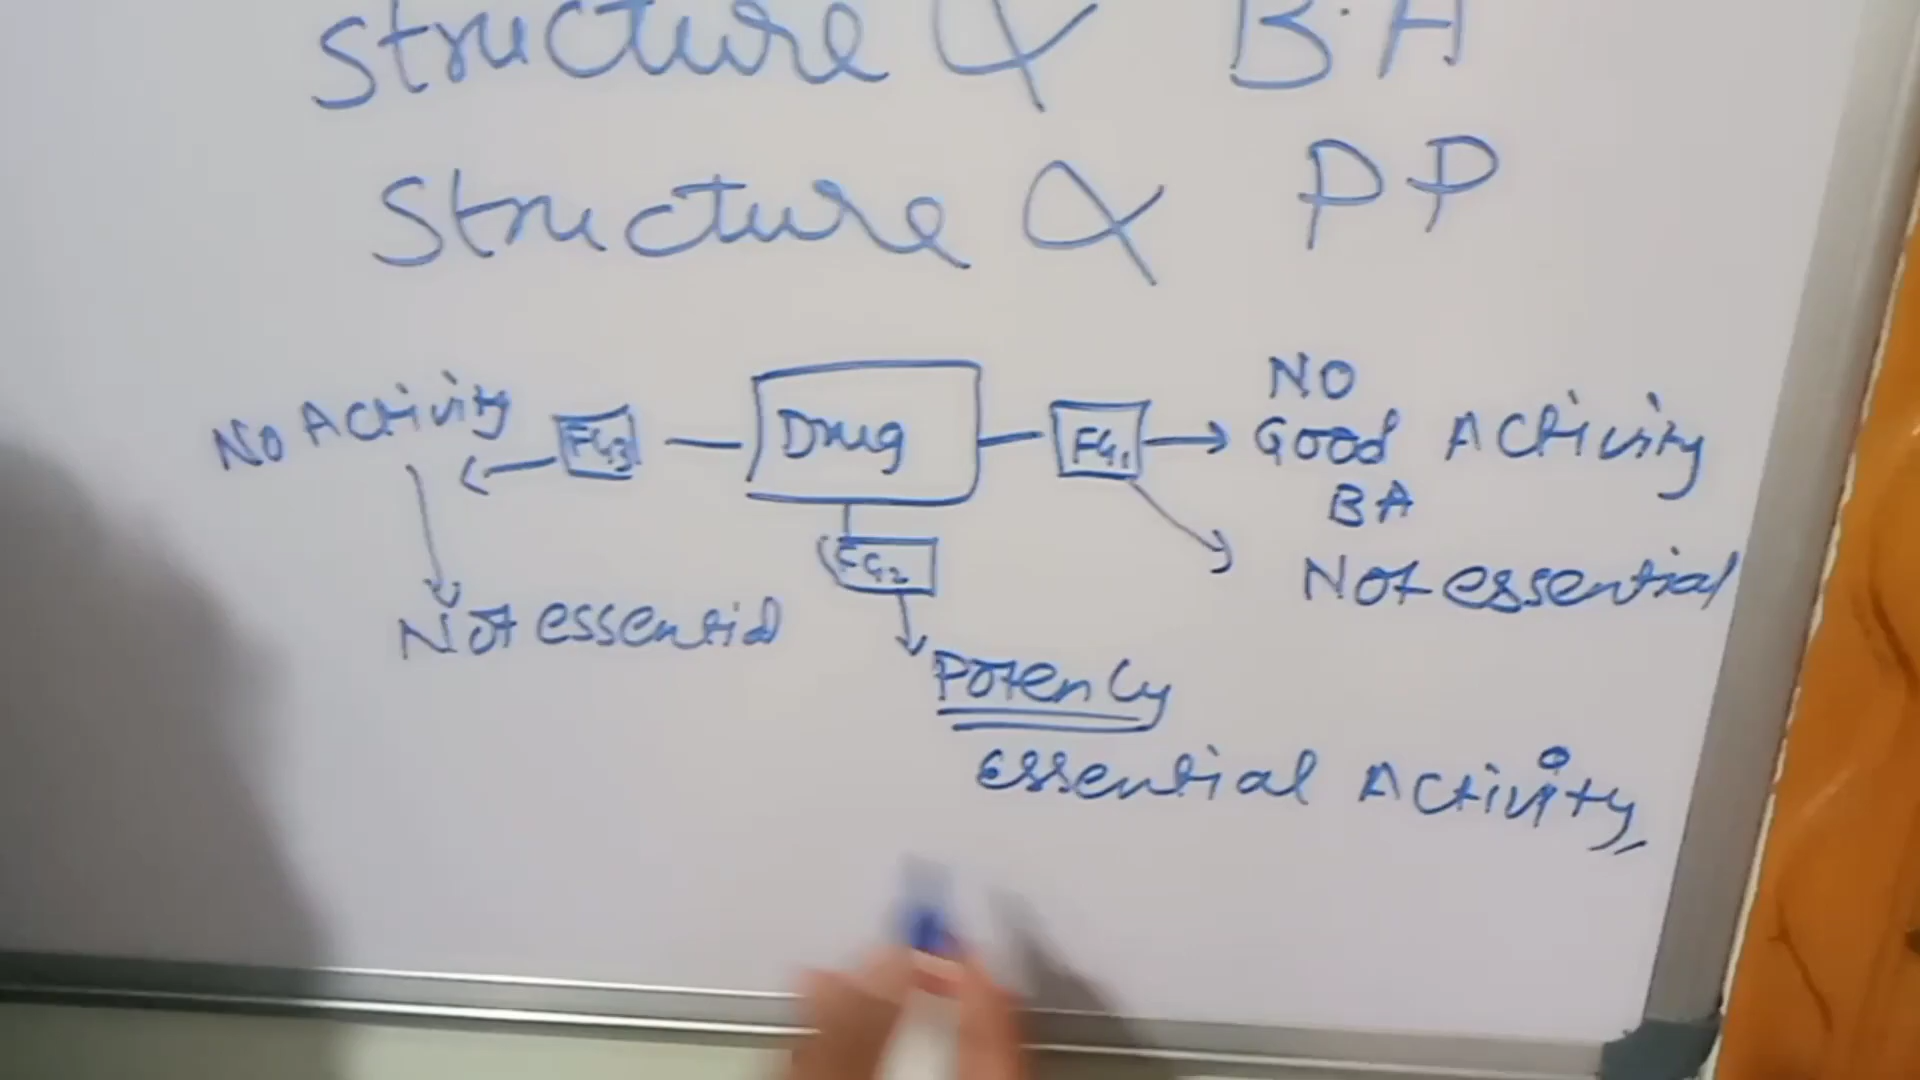 Structure ∝ B.A
Structure ∝ PP
No Activity
FG3
Drug
FG1
NO
Good Activity
BA
Not essential
FG2
Not essential
Potency
essential Activity